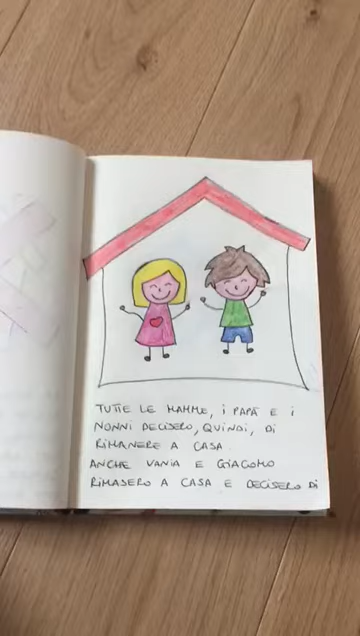 TUTTE LE MAMME, i PAPÀ E i
NONNI DECISERO, QUINDI, DI
RIMANERE A CASA.
ANCHE VANIA E GIACOMO
RIMASERO A CASA E DECISERO DI